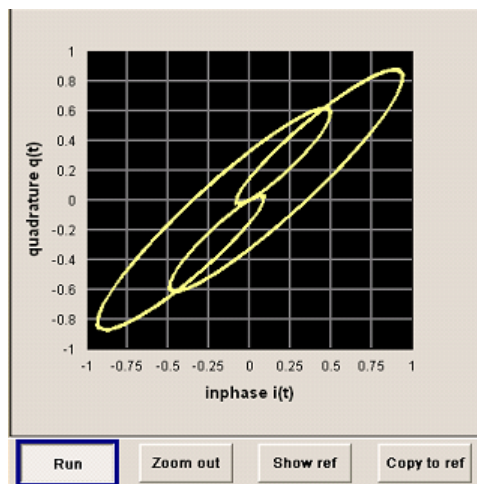 1
0.8
0.6
0.4
0.2
0
-0.2
-0.4
-0.6
-0.8
-1
quadrature q(t)
-1 -0.75 -0.5 -0.25 0 0.25 0.5 0.75 1
inphase i(t)
Run Zoom out Show ref Copy to ref